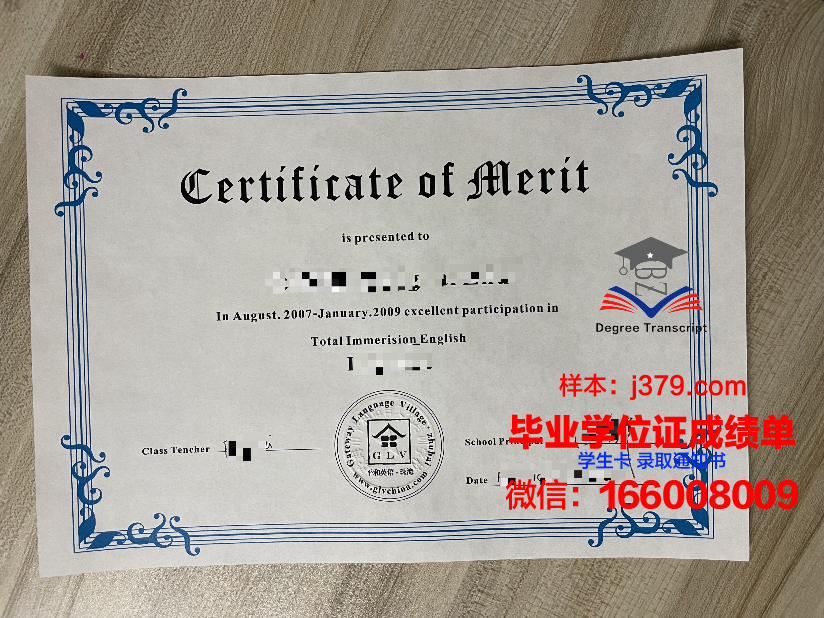 Certificate of Merit
is presented to
In August. 2007-January.2009 excellent participation in
Total Immerision English
Class Tencher
Gateway Language Village · zhuhai
GLV
www.glvchina.com
School
Date
Degree Transcript
样本：j379.com
毕业学位证成绩单
学生卡 录取通知书
微信：166008009